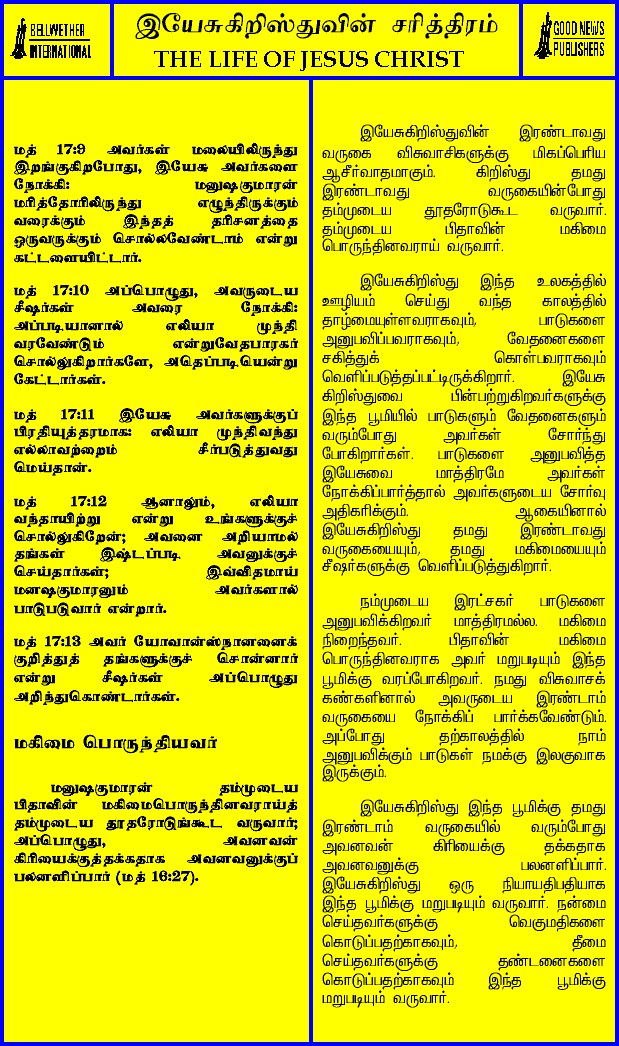 BELLWETHER
INTERNATIONAL
இயேசுகிறிஸ்துவின் சரித்திரம்
THE LIFE OF JESUS CHRIST
GOOD NEWS
PUBLISHERS
மத் 17:9 அவர்கள் மலையிலிருந்து
இறங்குகிறபோது, இயேசு அவர்களை
நோக்கி: மனுஷகுமாரன்
மரித்தோரிலிருந்து எழுந்திருக்கும்
வரைக்கும் இந்தத் தரிசனத்தை
ஒருவருக்கும் சொல்லவேண்டாம் என்று
கட்டளையிட்டார்.
மத் 17:10 அப்பொழுது, அவருடைய
சீஷர்கள் அவரை நோக்கி:
அப்படியானால் எலியா முந்தி
வரவேண்டும் என்றுவேதபாரகர்
சொல்லுகிறார்களே, அதெப்படியென்று
கேட்டார்கள்.
மத் 17:11 இயேசு அவர்களுக்குப்
பிரதியுத்தரமாக: எலியா முந்திவந்து
எல்லாவற்றையும் சீர்படுத்துவது
மெய்தான்.
மத் 17:12 ஆனாலும், எலியா
வந்தாயிற்று என்று உங்களுக்குச்
சொல்லுகிறேன்; அவனை அறியாமல்
தங்கள் இஷ்டப்படி அவனுக்குச்
செய்தார்கள்; இவ்விதமாய்
மனஷகுமாரனும் அவர்களால்
பாடுபடுவார் என்றார்.
மத் 17:13 அவர் யோவான்ஸ்நானனைக்
குறித்துத் தங்களுக்குச் சொன்னார்
என்று சீஷர்கள் அப்பொழுது
அறிந்துகொண்டார்கள்.
மகிமை பொருந்தியவர்
மனுஷகுமாரன் தம்முடைய
பிதாவின் மகிமைபொருந்தினவராய்த்
தம்முடைய தூதரோடுங்கூட வருவார்;
அப்பொழுது, அவனவன்
கிரியைக்குத்தக்கதாக அவனவனுக்குப்
பலனளிப்பார் (மத் 16:27).
இயேசுகிறிஸ்துவின் இரண்டாவது
வருகை விசுவாசிகளுக்கு மிகப்பெரிய
ஆசீர்வாதமாகும். கிறிஸ்து தமது
இரண்டாவது வருகையின்போது
தம்முடைய தூதரோடுகூட வருவார்.
தம்முடைய பிதாவின் மகிமை
பொருந்தினவராய் வருவார்.
இயேசுகிறிஸ்து இந்த உலகத்தில்
ஊழியம் செய்து வந்த காலத்தில்
தாழ்மையுள்ளவராகவும், பாடுகளை
அனுபவிப்பவராகவும், வேதனைகளை
சகித்துக் கொள்பவராகவும்
வெளிப்படுத்தப்பட்டிருக்கிறார். இயேசு
கிறிஸ்துவை பின்பற்றுகிறவர்களுக்கு
இந்த பூமியில் பாடுகளும் வேதனைகளும்
வரும்போது அவர்கள் சோர்ந்து
போகிறார்கள். பாடுகளை அனுபவித்த
இயேசுவை மாத்திரமே அவர்கள்
நோக்கிப்பார்த்தால் அவர்களுடைய சோர்வு
அதிகரிக்கும். ஆகையினால்
இயேசுகிறிஸ்து தமது இரண்டாவது
வருகையையும், தமது மகிமையையும்
சீஷர்களுக்கு வெளிப்படுத்துகிறார்.
நம்முடைய இரட்சகர் பாடுகளை
அனுபவிக்கிறவர் மாத்திரமல்ல. மகிமை
நிறைந்தவர். பிதாவின் மகிமை
பொருந்தினவராக அவர் மறுபடியும் இந்த
பூமிக்கு வரப்போகிறவர். நமது விசுவாசக்
கண்களினால் அவருடைய இரண்டாம்
வருகையை நோக்கிப் பார்க்கவேண்டும்.
அப்போது தற்காலத்தில் நாம்
அனுபவிக்கும் பாடுகள் நமக்கு இலகுவாக
இருக்கும்.
இயேசுகிறிஸ்து இந்த பூமிக்கு தமது
இரண்டாம் வருகையில் வரும்போது
அவனவன் கிரியைக்கு தக்கதாக
அவனவனுக்கு பலனளிப்பார்.
இயேசுகிறிஸ்து ஒரு நியாயதிபதியாக
இந்த பூமிக்கு மறுபடியும் வருவார். நன்மை
செய்தவர்களுக்கு வெகுமதிகளை
கொடுப்பதற்காகவும், தீமை
செய்தவர்களுக்கு தண்டனைகளை
கொடுப்பதற்காகவும் இந்த பூமிக்கு
மறுபடியும் வருவார்.